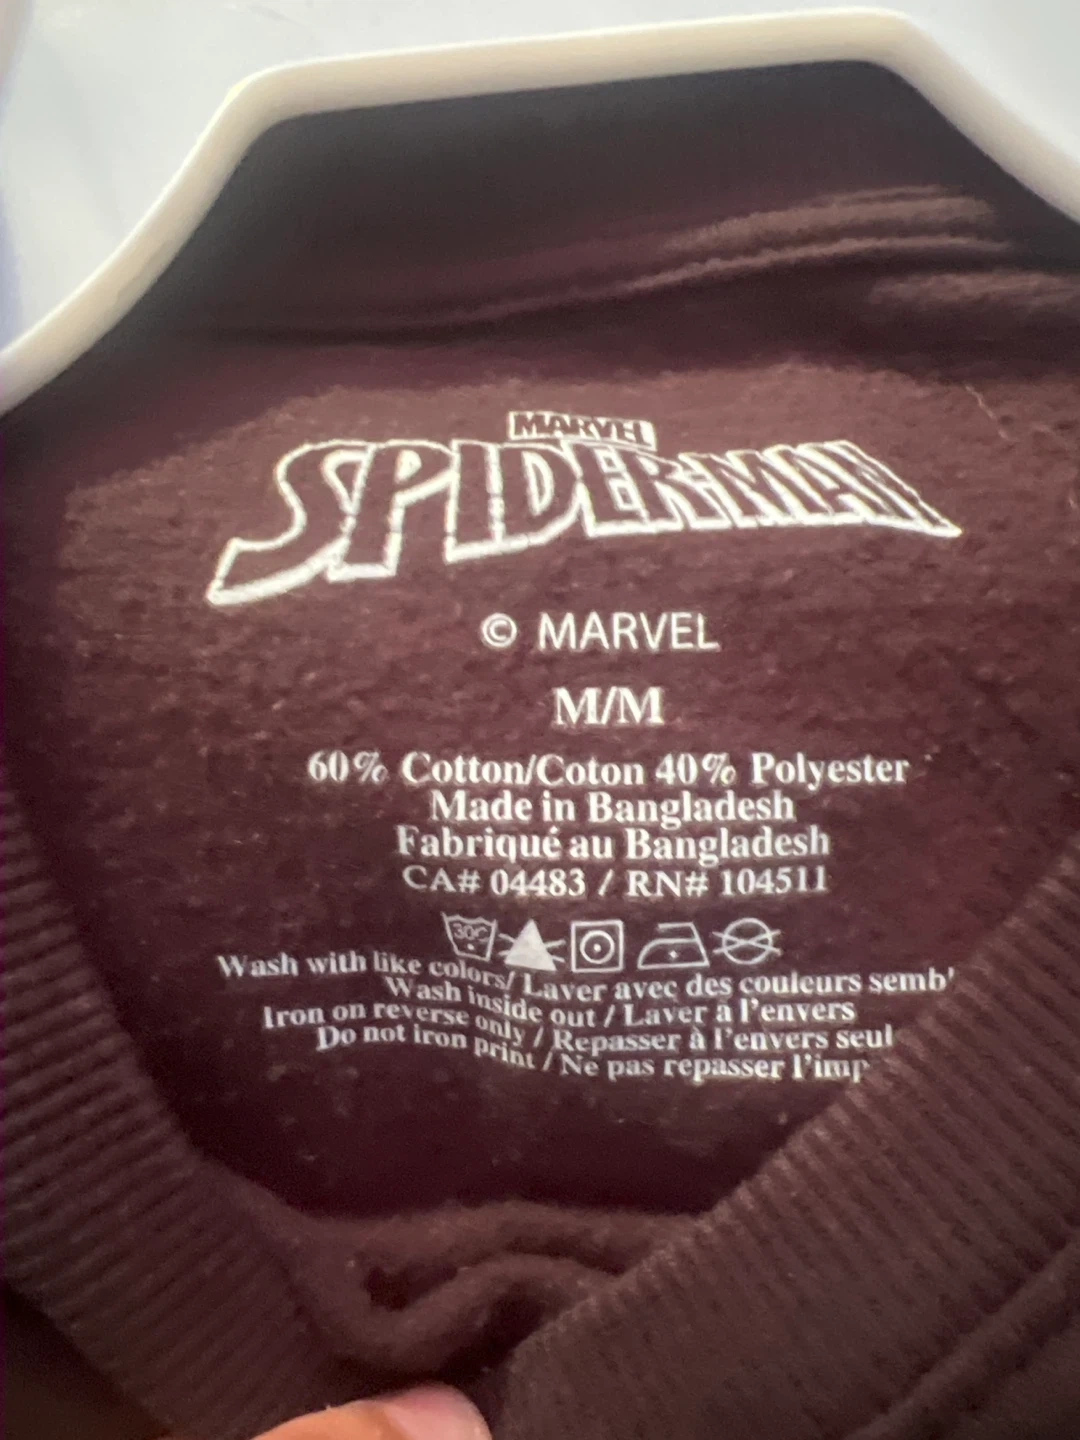 MARVEL
SPIDER-MAN
© MARVEL
M/M
60% Cotton/Coton 40% Polyester
Made in Bangladesh
Fabriqué au Bangladesh
CA# 04483 / RN# 104511
30C
Wash with like colors/ Laver avec des couleurs
Wash inside out / Laver à l'envers
Iron on reverse only / Repasser à l'envers seul
Do not iron print / Ne pas repasser